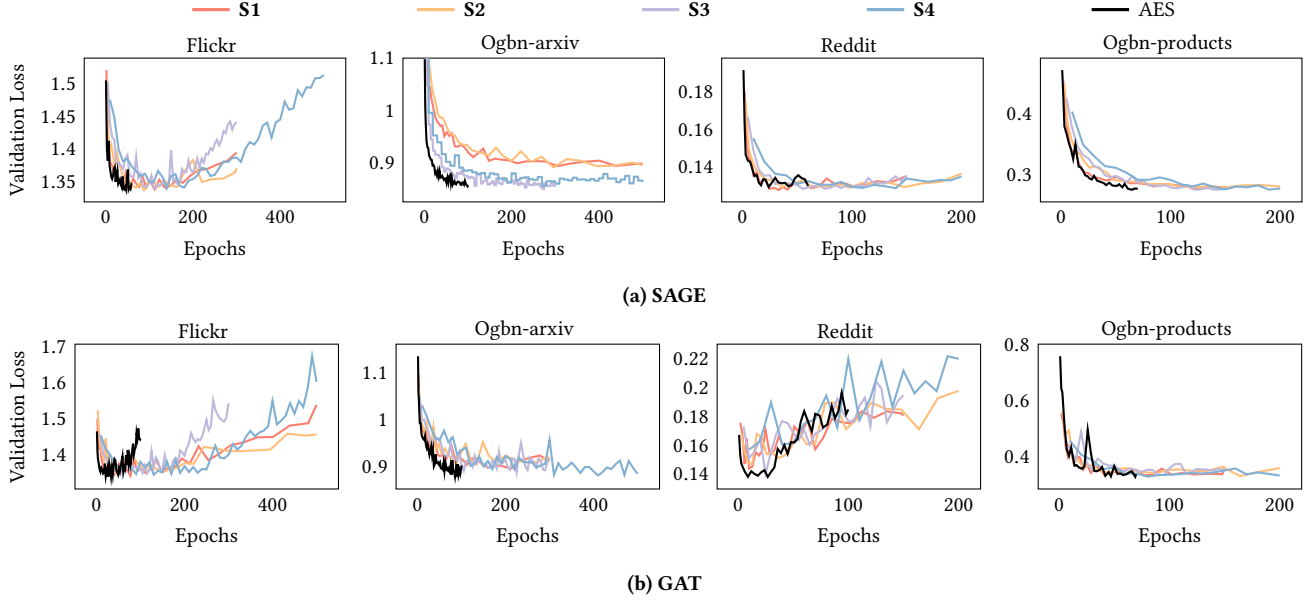 S1 S2 S3 S4 AES
Flickr Ogbn-arxiv Reddit Ogbn-products
Validation Loss
1.5
1.45
1.4
1.35
0 200 400
Epochs
1.1
1
0.9
0 200 400
Epochs
0.18
0.16
0.14
0 100 200
Epochs
0.4
0.3
0 100 200
Epochs
(a) SAGE
Flickr Ogbn-arxiv Reddit Ogbn-products
Validation Loss
1.7
1.6
1.5
1.4
0 200 400
Epochs
1.1
1
0.9
0 200 400
Epochs
0.22
0.2
0.18
0.16
0.14
0 100 200
Epochs
0.8
0.6
0.4
0 100 200
Epochs
(b) GAT